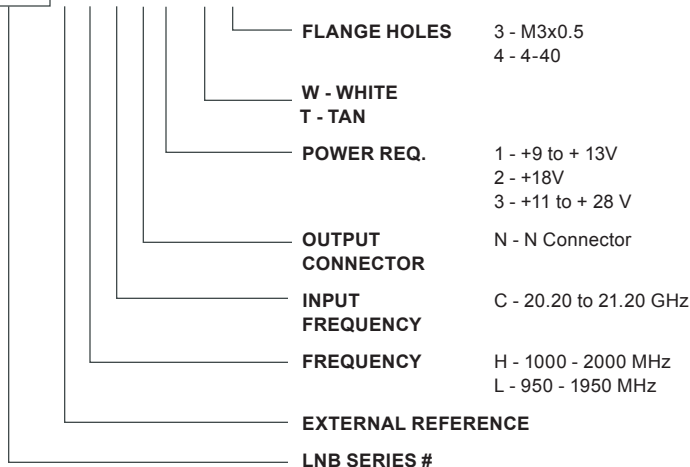 FLANGE HOLES 3 - M3x0.5
4 - 4-40
W - WHITE
T - TAN
POWER REQ. 1 - +9 to + 13V
2 - +18V
3 - +11 to + 28 V
OUTPUT CONNECTOR N - N Connector
INPUT FREQUENCY C - 20.20 to 21.20 GHz
FREQUENCY H - 1000 - 2000 MHz
L - 950 - 1950 MHz
EXTERNAL REFERENCE
LNB SERIES #